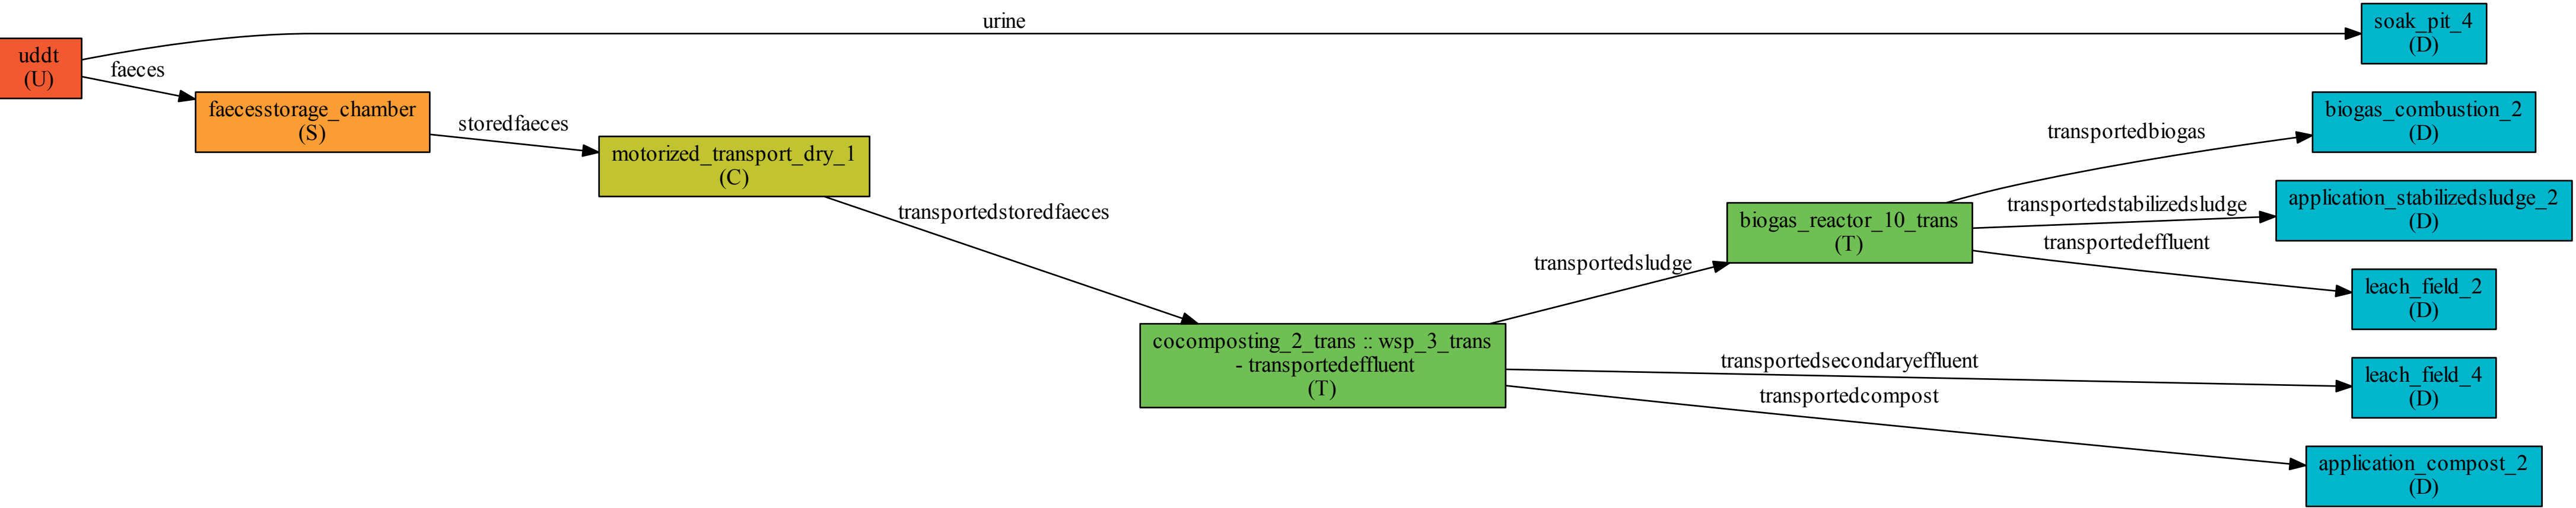 urine
soak_pit_4
(D)
uddt
(U)
faeces
faecesstorage_chamber
(S)
storedfaeces
motorized_transport_dry_1
(C)
transportedstoredfaeces
cocomposting_2_trans :: wsp_3_trans
- transportedeffluent
(T)
transportedsludge
biogas_reactor_10_trans
(T)
transportedbiogas
biogas_combustion_2
(D)
transportedstabilizedsludge
application_stabilizedsludge_2
(D)
transportedeffluent
leach_field_2
(D)
transportedsecondaryeffluent
leach_field_4
(D)
transportedcompost
application_compost_2
(D)